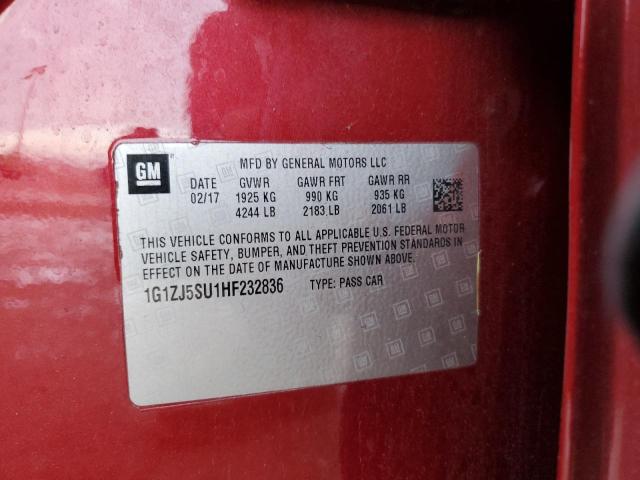 GM
MFD BY GENERAL MOTORS LLC
DATE GVWR GAWR FRT GAWR RR
02/17 1925 KG 990 KG 935 KG
4244 LB 2183 LB 2061 LB
THIS VEHICLE CONFORMS TO ALL APPLICABLE U.S. FEDERAL MOTOR
VEHICLE SAFETY, BUMPER, AND THEFT PREVENTION STANDARDS IN
EFFECT ON THE DATE OF MANUFACTURE SHOWN ABOVE.
1G1ZJ5SU1HF232836 TYPE: PASS CAR